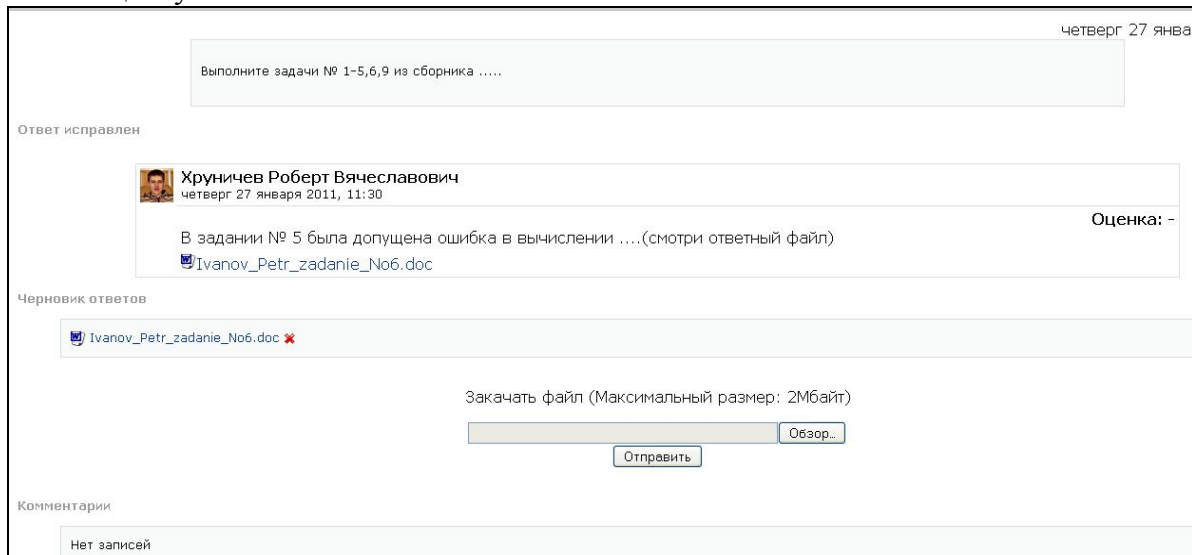 четверг 27 янва
Выполните задачи № 1-5,6,9 из сборника .....
Ответ исправлен
Хруничев Роберт Вячеславович
четверг 27 января 2011, 11:30
Оценка: -
В задании № 5 была допущена ошибка в вычислении ....(смотри ответный файл)
Ivanov_Petr_zadanie_No6.doc
Черновик ответов
Ivanov_Petr_zadanie_No6.doc
Закачать файл (Максимальный размер: 2Мбайт)
Обзор...
Отправить
Комментарии
Нет записей